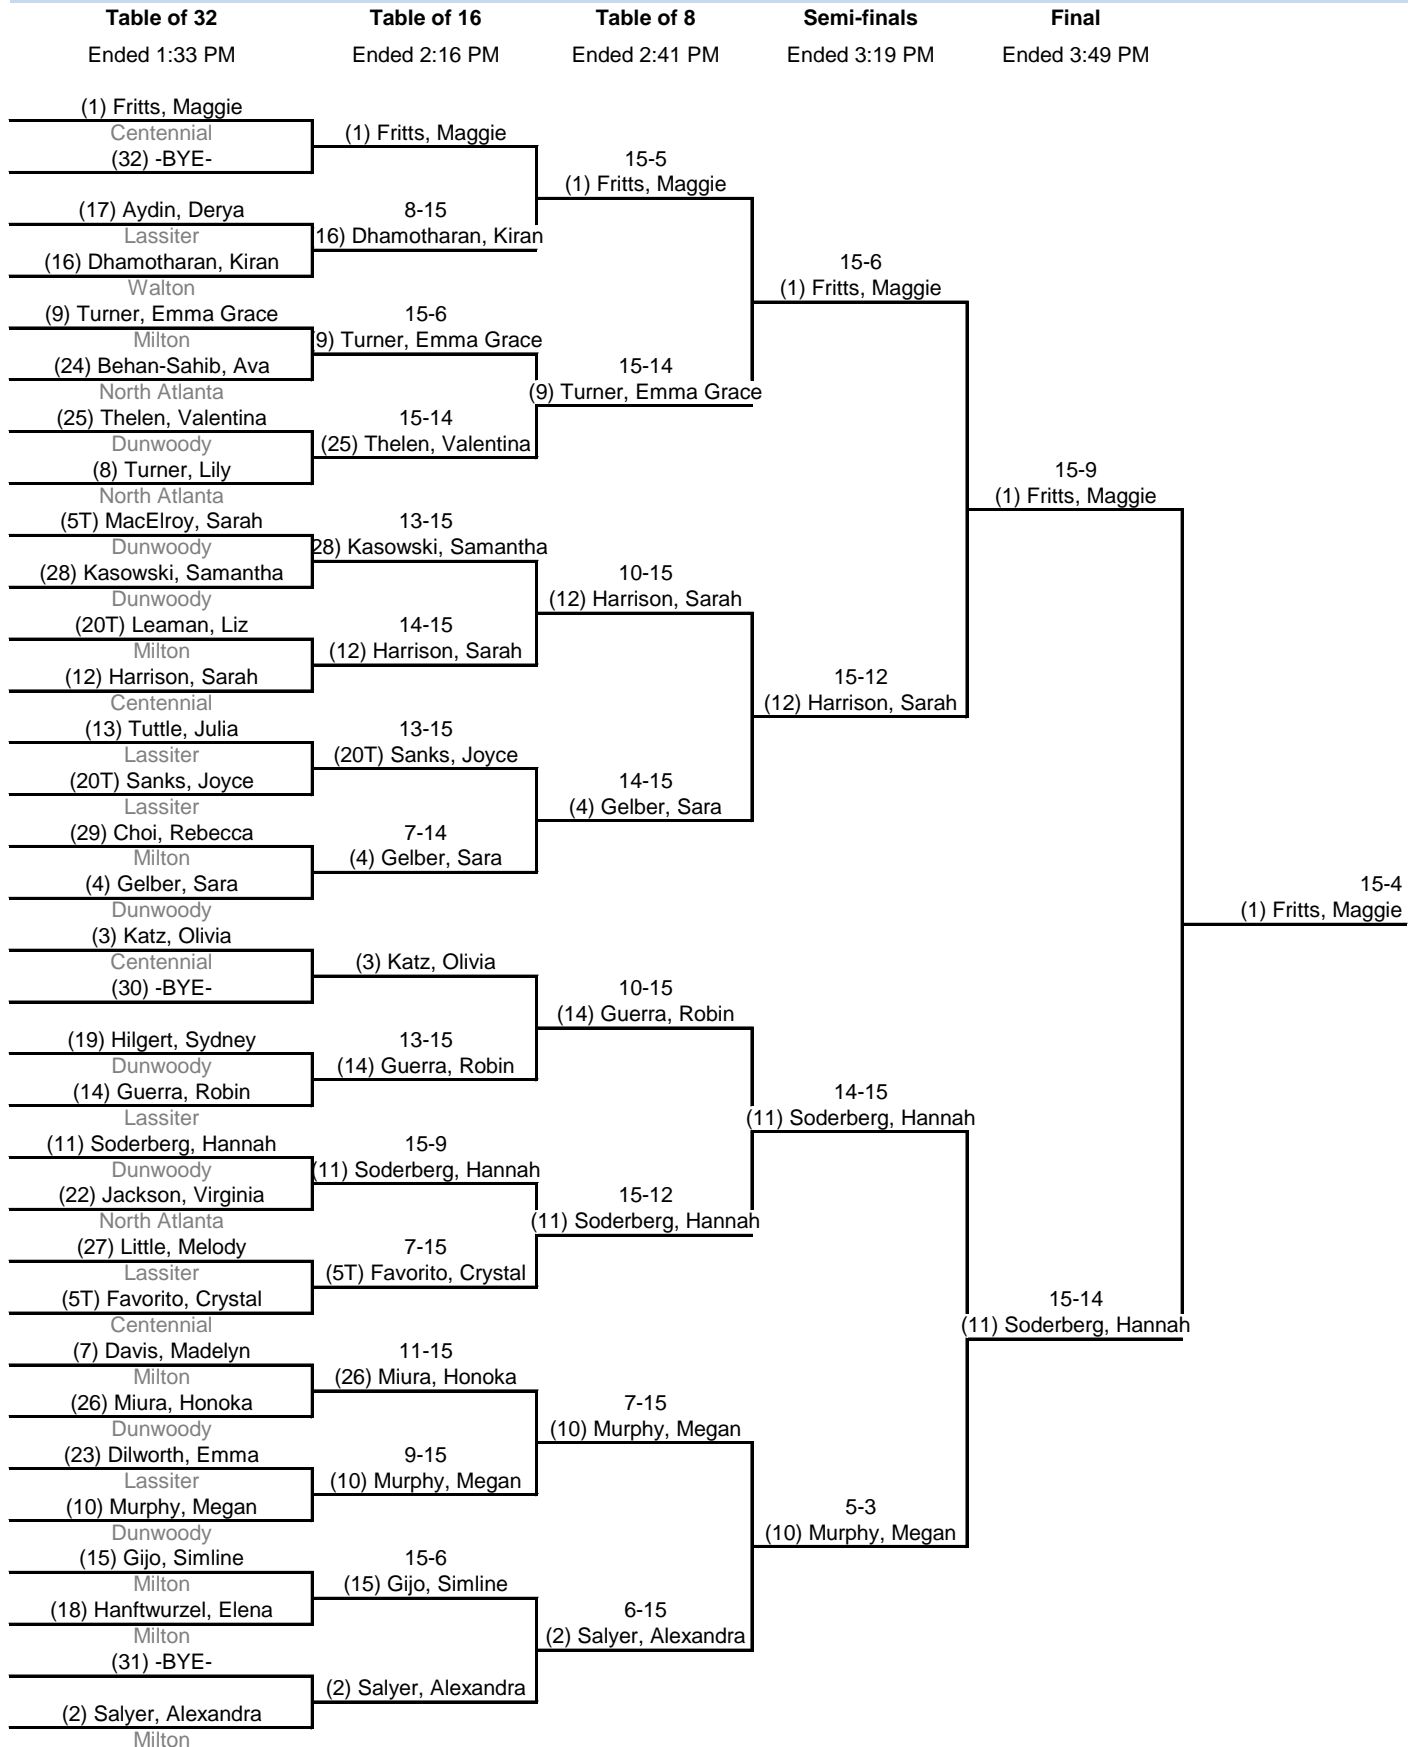 Table of 32
Table of 16
Table of 8
Semi-finals
Final
Ended 1:33 PM
Ended 2:16 PM
Ended 2:41 PM
Ended 3:19 PM
Ended 3:49 PM
(1) Fritts, Maggie
Centennial
(32) -BYE-
(17) Aydin, Derya
Lassiter
(16) Dhamotharan, Kiran
Walton
(9) Turner, Emma Grace
Milton
(24) Behan-Sahib, Ava
North Atlanta
(25) Thelen, Valentina
Dunwoody
(8) Turner, Lily
North Atlanta
(5T) MacElroy, Sarah
Dunwoody
(28) Kasowski, Samantha
Dunwoody
(20T) Leaman, Liz
Milton
(12) Harrison, Sarah
Centennial
(13) Tuttle, Julia
Lassiter
(20T) Sanks, Joyce
Lassiter
(29) Choi, Rebecca
Milton
(4) Gelber, Sara
Dunwoody
(3) Katz, Olivia
Centennial
(30) -BYE-
(19) Hilgert, Sydney
Dunwoody
(14) Guerra, Robin
Lassiter
(11) Soderberg, Hannah
Dunwoody
(22) Jackson, Virginia
North Atlanta
(27) Little, Melody
Lassiter
(5T) Favorito, Crystal
Centennial
(7) Davis, Madelyn
Milton
(26) Miura, Honoka
Dunwoody
(23) Dilworth, Emma
Lassiter
(10) Murphy, Megan
Dunwoody
(15) Gijo, Simline
Milton
(18) Hanftwurzel, Elena
Milton
(31) -BYE-
(2) Salyer, Alexandra
Milton
(1) Fritts, Maggie
8-15
16) Dhamotharan, Kiran
15-6
9) Turner, Emma Grace
15-14
(25) Thelen, Valentina
13-15
28) Kasowski, Samantha
14-15
(12) Harrison, Sarah
13-15
(20T) Sanks, Joyce
7-14
(4) Gelber, Sara
(3) Katz, Olivia
13-15
(14) Guerra, Robin
15-9
(11) Soderberg, Hannah
7-15
(5T) Favorito, Crystal
11-15
(26) Miura, Honoka
9-15
(10) Murphy, Megan
15-6
(15) Gijo, Simline
(2) Salyer, Alexandra
15-5
(1) Fritts, Maggie
15-14
(9) Turner, Emma Grace
10-15
(12) Harrison, Sarah
14-15
(4) Gelber, Sara
10-15
(14) Guerra, Robin
15-12
(11) Soderberg, Hannah
7-15
(10) Murphy, Megan
6-15
(2) Salyer, Alexandra
15-6
(1) Fritts, Maggie
15-12
(12) Harrison, Sarah
14-15
(11) Soderberg, Hannah
5-3
(10) Murphy, Megan
15-9
(1) Fritts, Maggie
15-14
(11) Soderberg, Hannah
15-4
(1) Fritts, Maggie